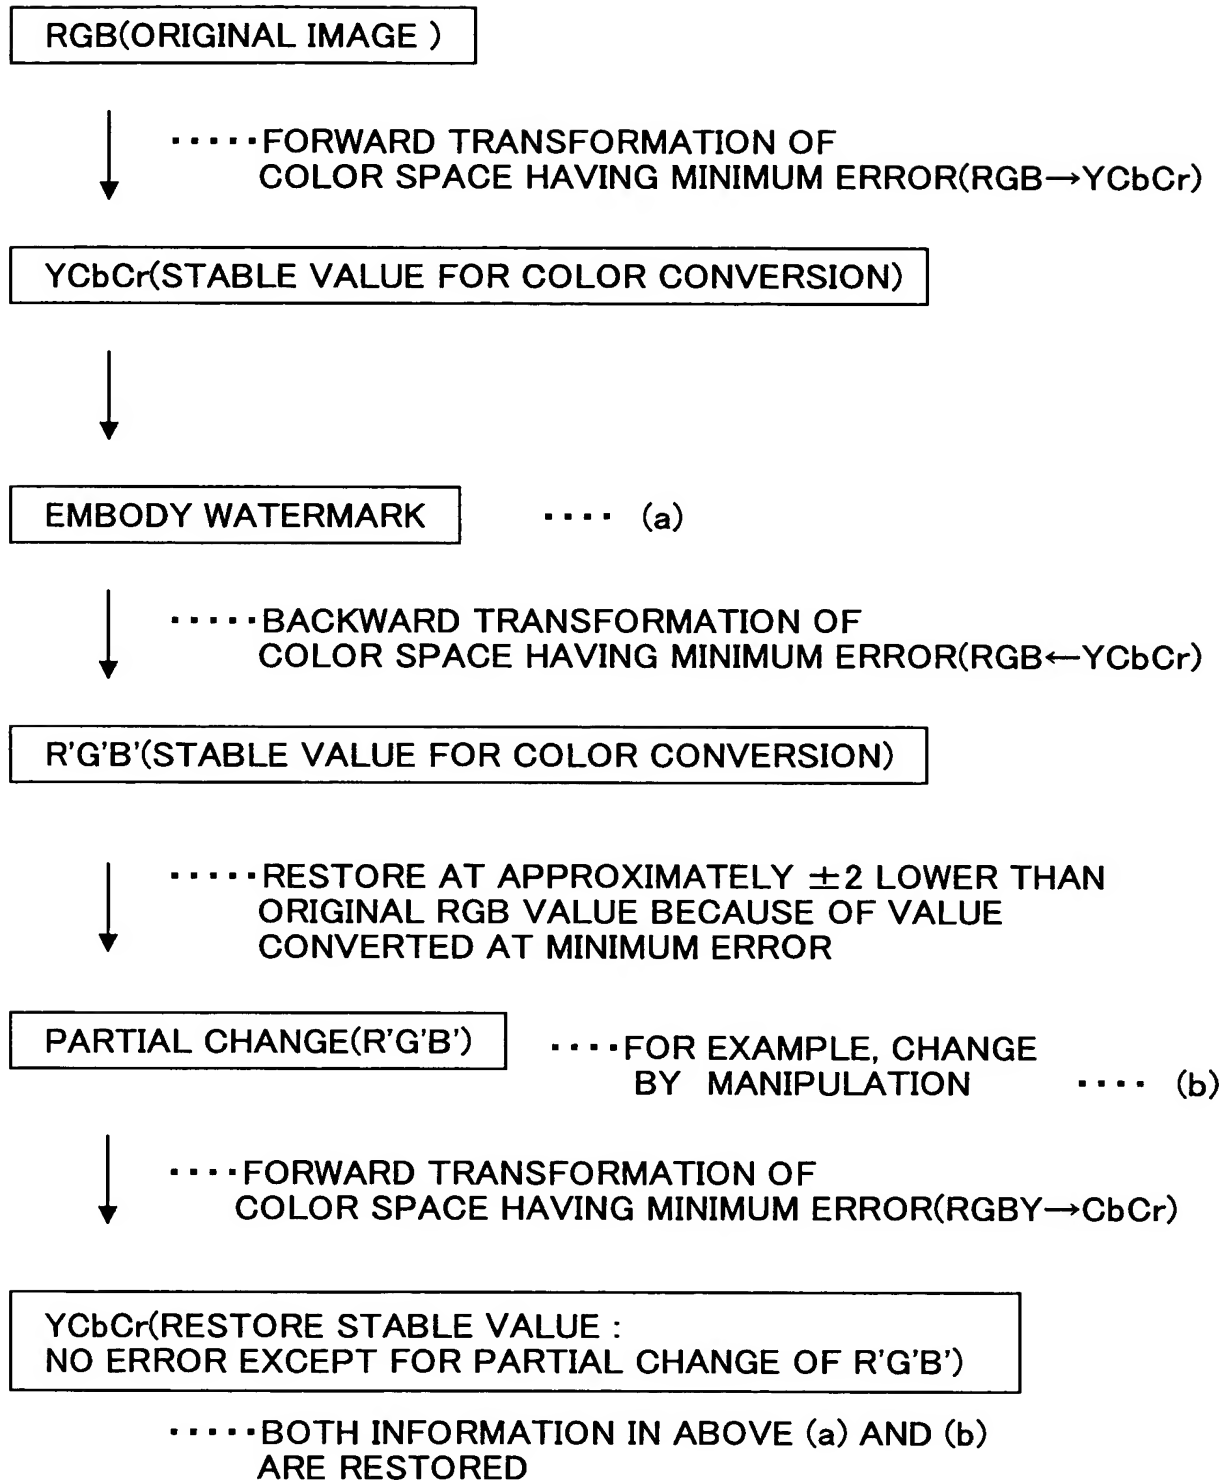 RGB(ORIGINAL IMAGE )
·····FORWARD TRANSFORMATION OF
COLOR SPACE HAVING MINIMUM ERROR(RGB→YCbCr)
YCbCr(STABLE VALUE FOR COLOR CONVERSION)
EMBODY WATERMARK ···· (a)
·····BACKWARD TRANSFORMATION OF
COLOR SPACE HAVING MINIMUM ERROR(RGB←YCbCr)
R'G'B'(STABLE VALUE FOR COLOR CONVERSION)
·····RESTORE AT APPROXIMATELY ±2 LOWER THAN
ORIGINAL RGB VALUE BECAUSE OF VALUE
CONVERTED AT MINIMUM ERROR
PARTIAL CHANGE(R'G'B') ····FOR EXAMPLE, CHANGE
BY MANIPULATION ···· (b)
····FORWARD TRANSFORMATION OF
COLOR SPACE HAVING MINIMUM ERROR(RGBY→CbCr)
YCbCr(RESTORE STABLE VALUE :
NO ERROR EXCEPT FOR PARTIAL CHANGE OF R'G'B')
·····BOTH INFORMATION IN ABOVE (a) AND (b)
ARE RESTORED